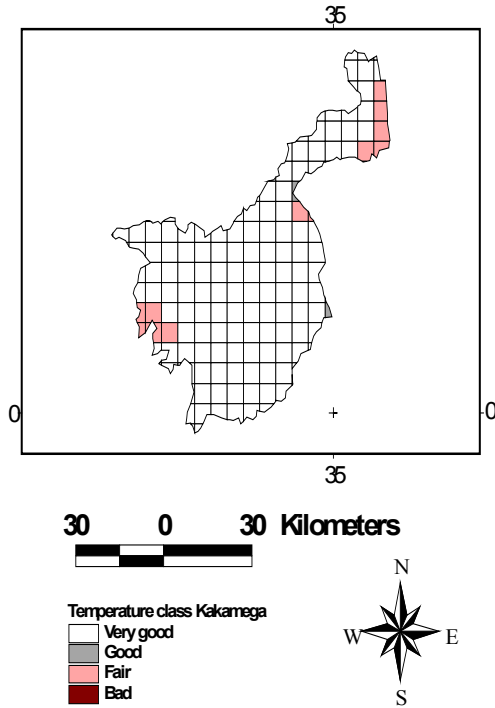 35
0
0
35
30 0 30 Kilometers
Temperature class Kakamega
Very good
Good
Fair
Bad
N
W E
S